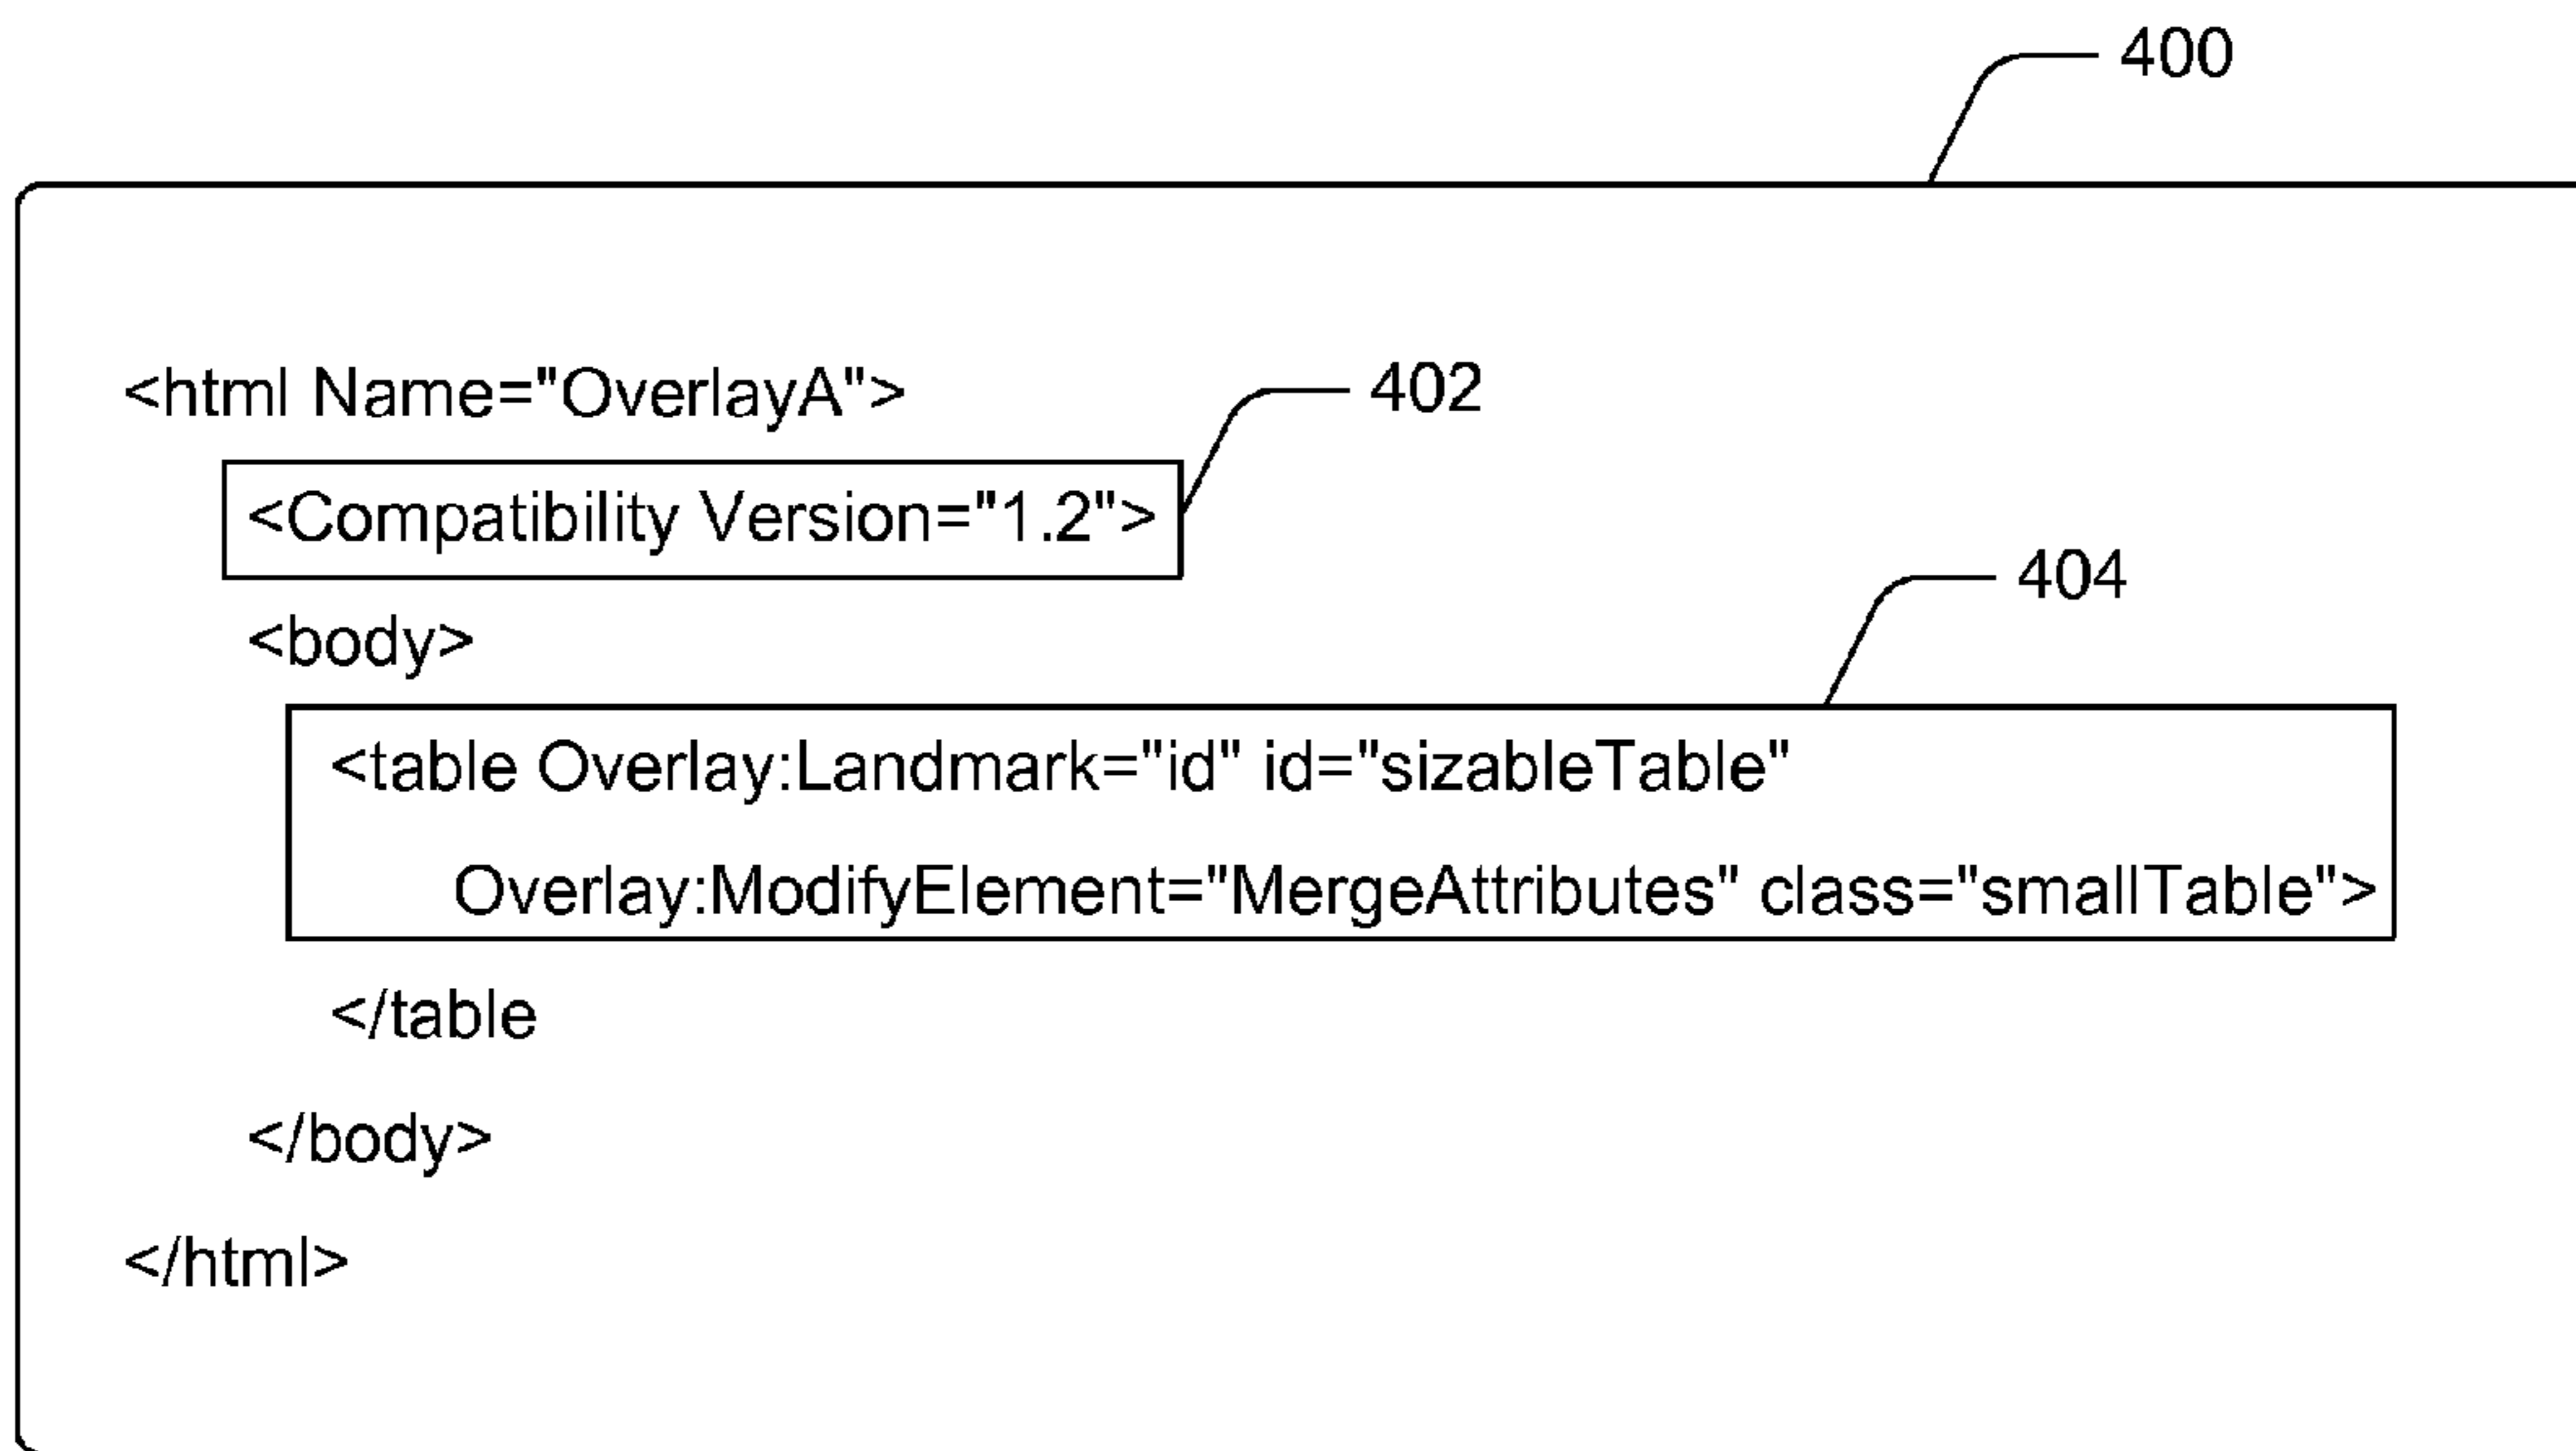 400
<html Name="OverlayA">
402
<Compatibility Version="1.2">
404
<body>
<table Overlay:Landmark="id" id="sizableTable"
Overlay:ModifyElement="MergeAttributes" class="smallTable">
</table
</body>
</html>